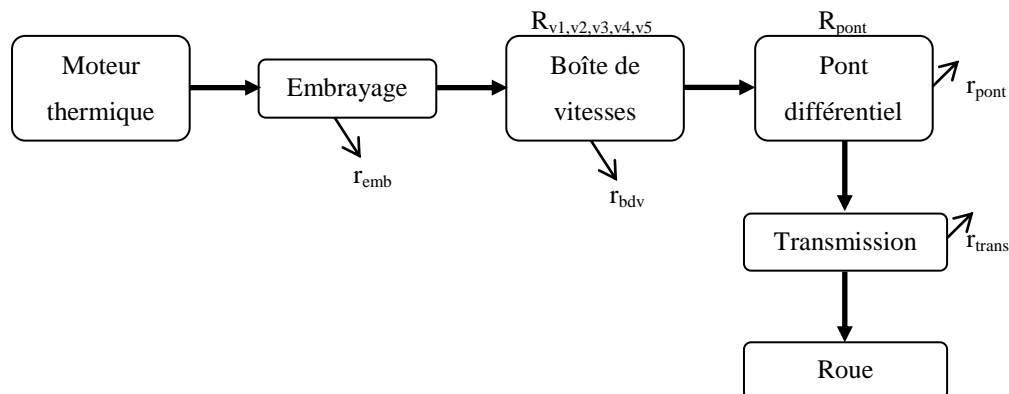 R_v1,v2,v3,v4,v5
R_pont
Moteur
thermique
Embrayage
Boîte de
vitesses
Pont
différentiel
r_pont
r_emb
r_bdv
Transmission
r_trans
Roue